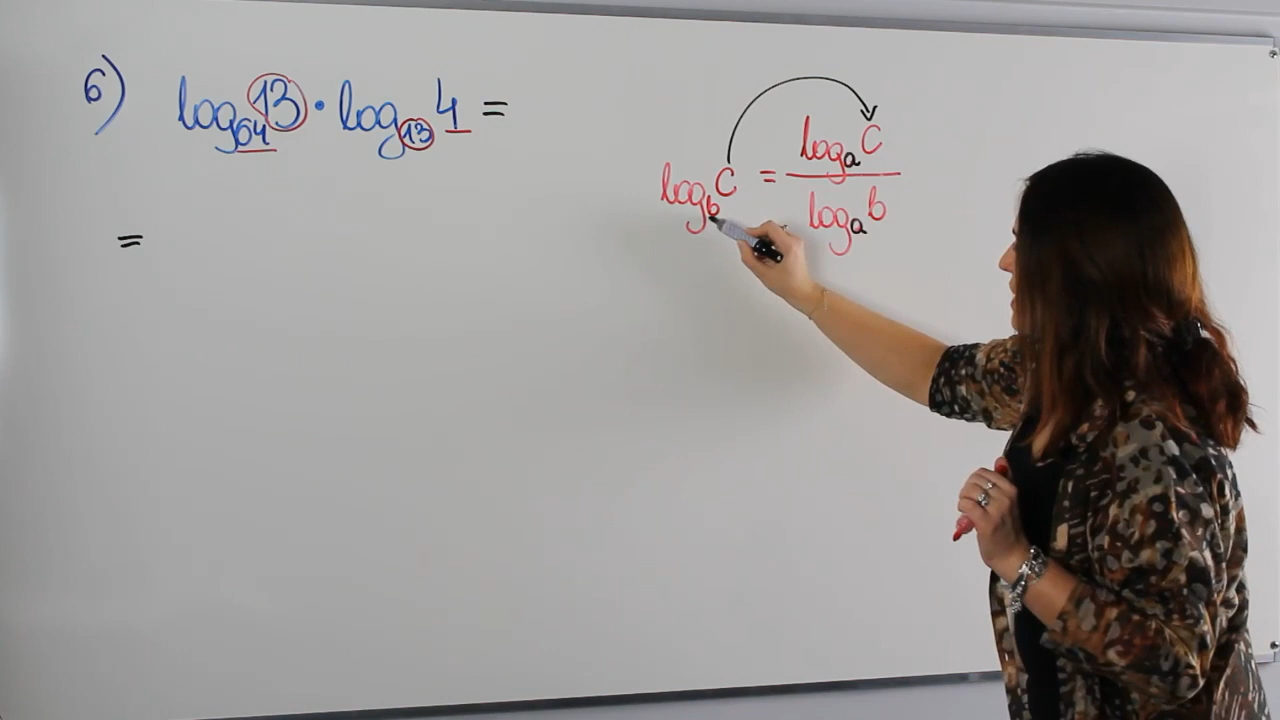 6) log₆₄ 13 · log₁₃ 4 =
=
log_b C = log_a C / log_a b